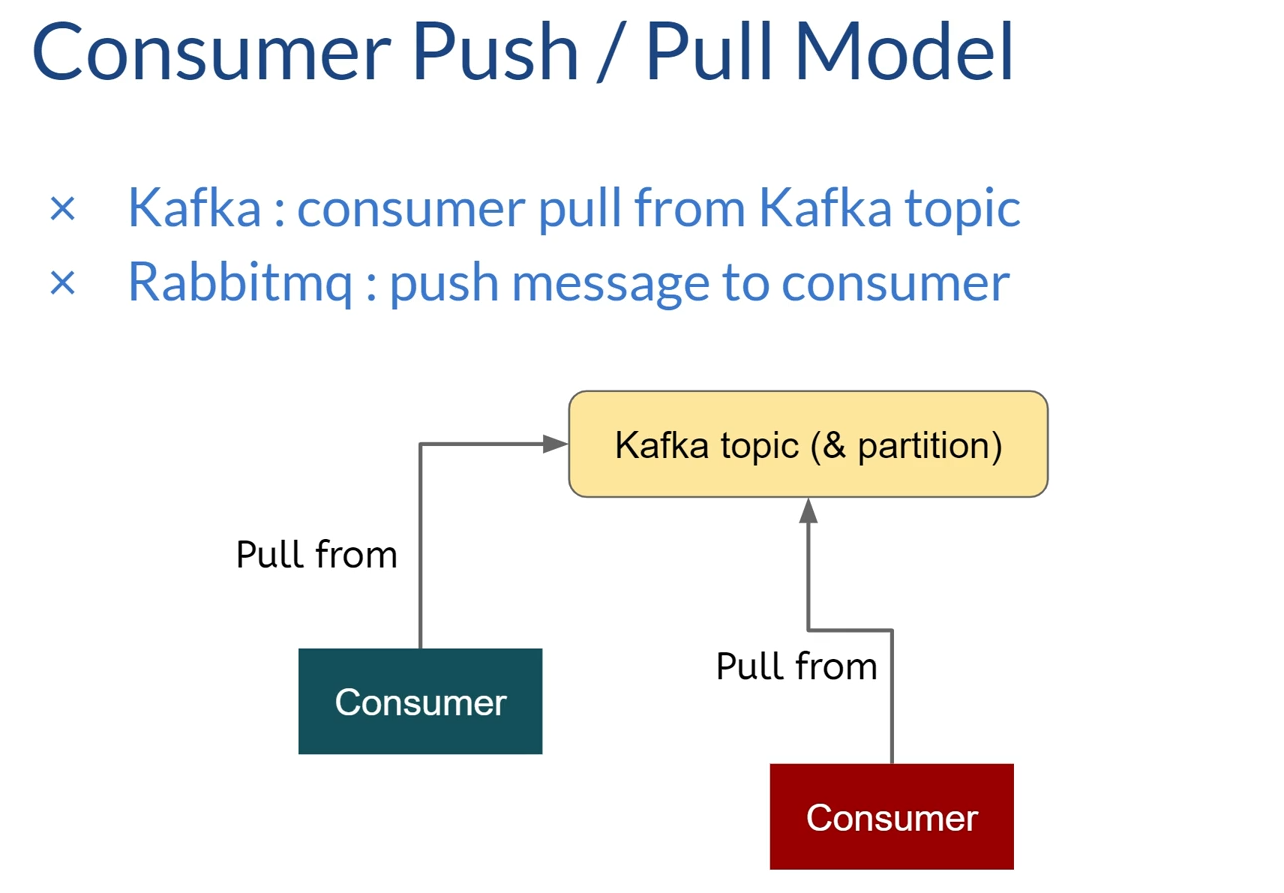 Consumer Push / Pull Model
× Kafka : consumer pull from Kafka topic
× Rabbitmq : push message to consumer
Kafka topic (& partition)
Pull from
Pull from
Consumer
Consumer